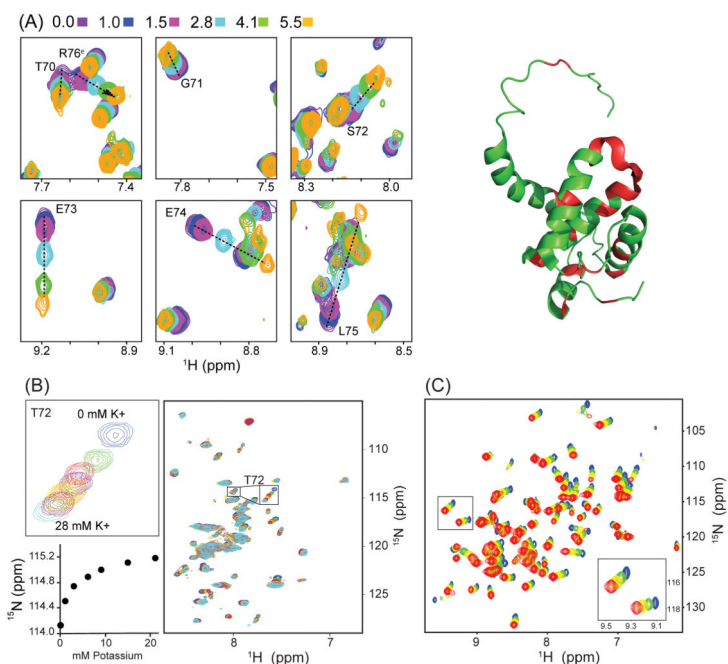 (A) 0.0 1.0 1.5 2.8 4.1 5.5
R76ᵉ
T70
G71
S72
7.7 7.4
7.8 7.5
8.3 8.0
E73
E74
L75
9.2 8.9
9.1 8.8
8.9 8.5
¹H (ppm)
(B)
T72
0 mM K+
28 mM K+
115.2
114.8
114.4
114.0
¹⁵N (ppm)
0 10 20
mM Potassium
T72
110
115
120
125
¹⁵N (ppm)
8 7
¹H (ppm)
(C)
105
110
115
120
125
130
¹⁵N (ppm)
116
118
9.5 9.3 9.1
9 8 7
¹H (ppm)